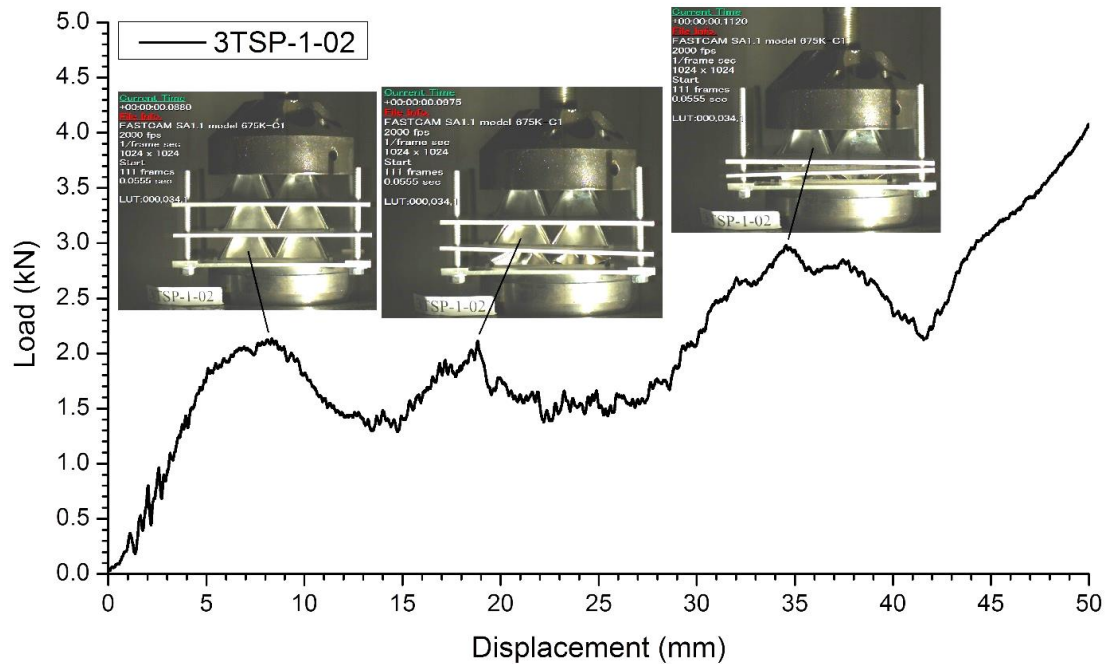 5.0
4.5
4.0
3.5
3.0
2.5
2.0
1.5
1.0
0.5
0.0
Load (kN)
3TSP-1-02
Current Time
+00:00:00.0880
File Info.
FASTCAM SA1.1 model 675K-C1
2000 fps
1/frame sec
1024 x 1024
Start
111 frames
0.0555 sec
LUT:000,034,1
TSP-1-02
Current Time
+00:00:00.0975
File Info.
FASTCAM SA1.1 model 675K-C1
2000 fps
1/frame sec
1024 x 1024
Start
111 frames
0.0555 sec
LUT:000,034,1
TSP-1-02
Current Time
+00:00:00.1120
File Info.
FASTCAM SA1.1 model 675K-C1
2000 fps
1/frame sec
1024 x 1024
Start
111 frames
0.0555 sec
LUT:000,034,1
TSP-1-02
0 5 10 15 20 25 30 35 40 45 50
Displacement (mm)